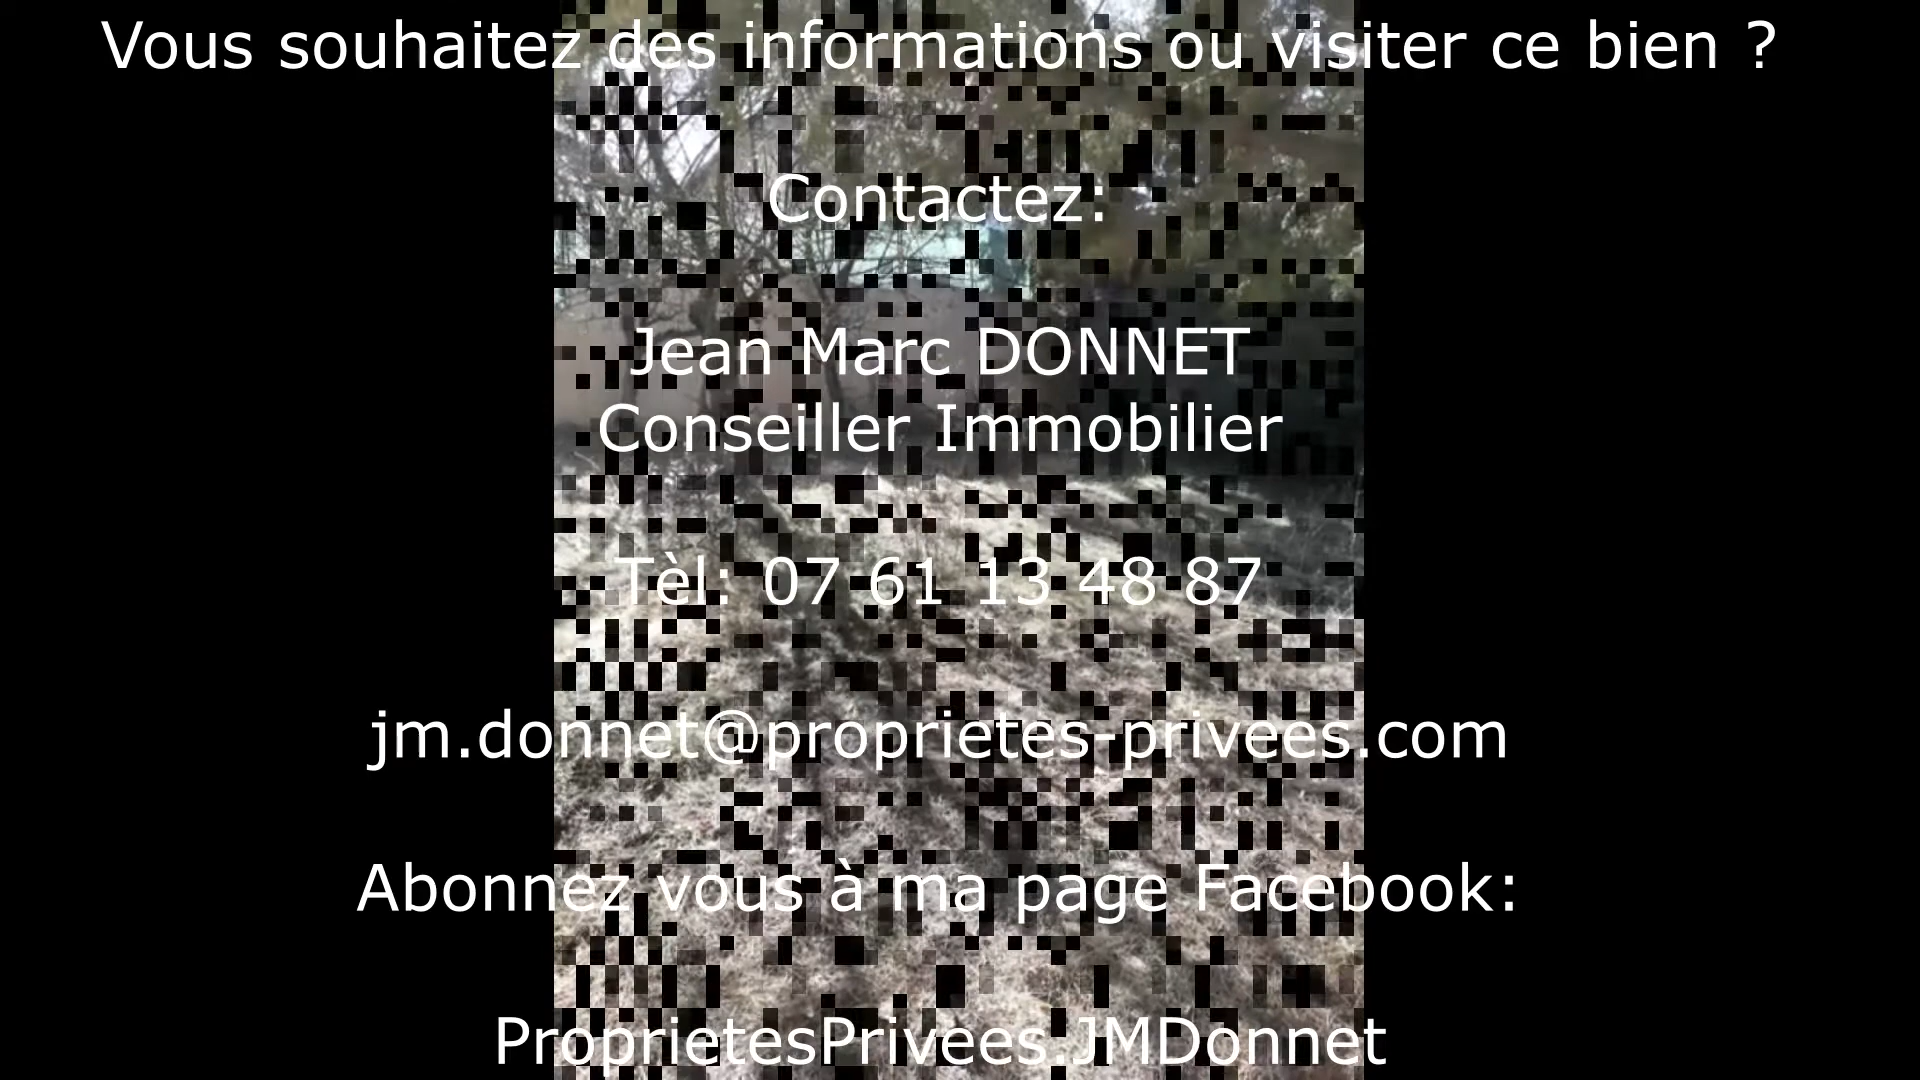 Vous souhaitez des informations ou visiter ce bien ?
Contactez:
Jean Marc DONNET
Conseiller Immobilier
Tèl: 07 61 13 48 87
jm.donnet@proprietes-privees.com
Abonnez vous à ma page Facebook:
ProprietesPrivees.JMDonnet